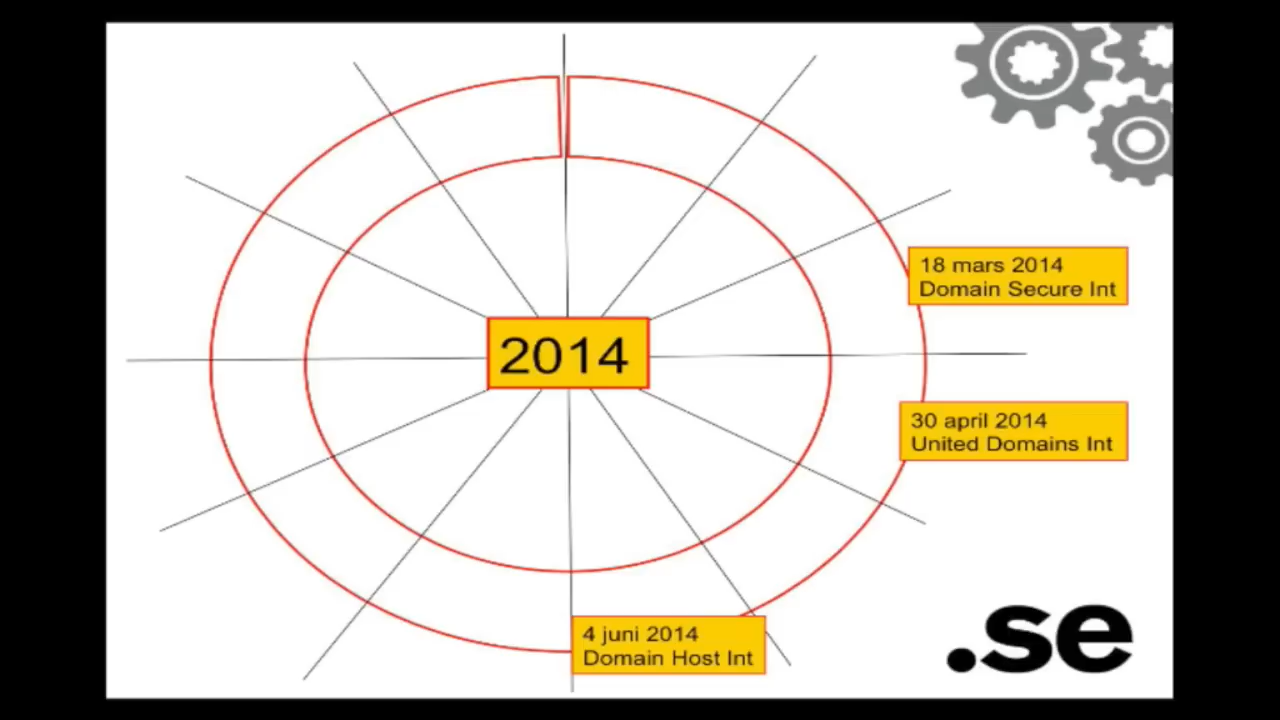 18 mars 2014
Domain Secure Int
2014
30 april 2014
United Domains Int
4 juni 2014
Domain Host Int
.se